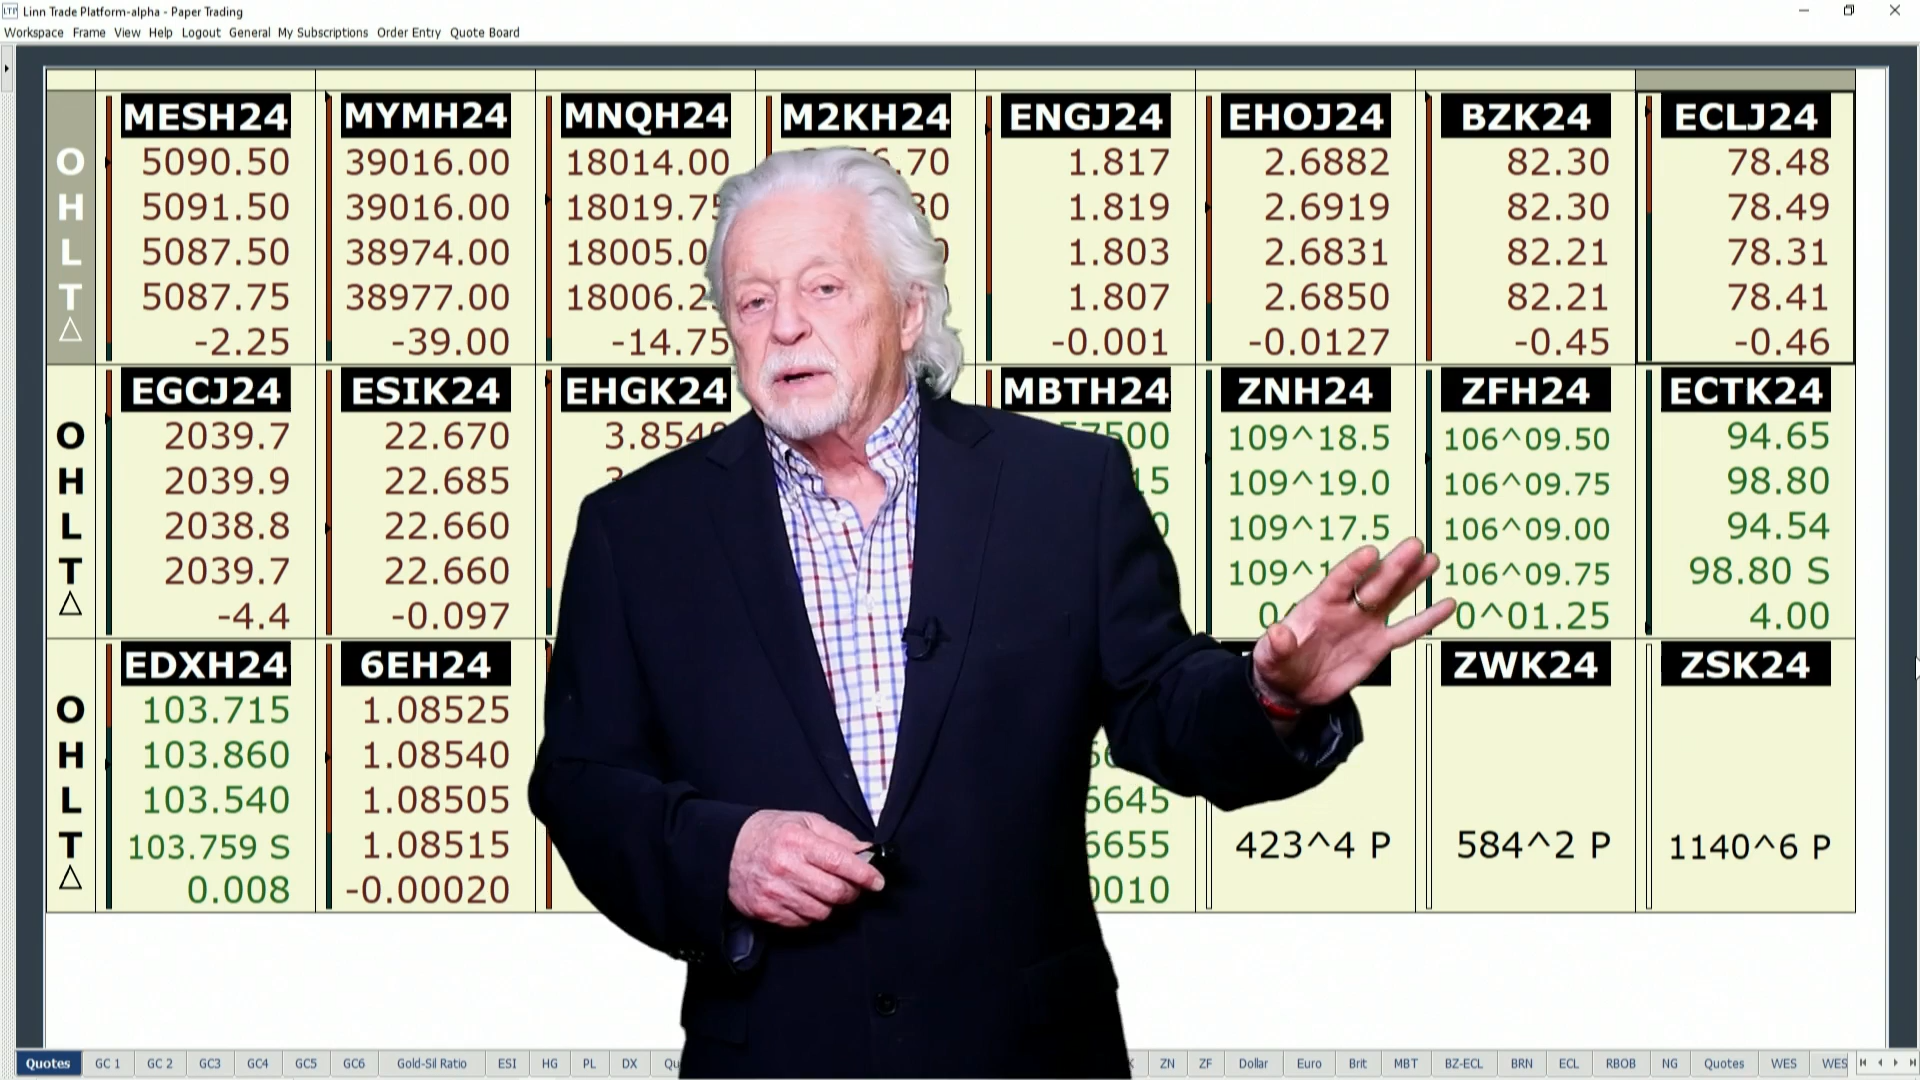 LTP Linn Trade Platform-alpha - Paper Trading
Workspace Frame View Help Logout General My Subscriptions Order Entry Quote Board
MESH24 MYMH24 MNQH24 M2KH24 ENGJ24 EHOJ24 BZK24 ECLJ24
O 5090.50 39016.00 18014.00 1.817 2.6882 82.30 78.48
H 5091.50 39016.00 18019.75 1.819 2.6919 82.30 78.49
L 5087.50 38974.00 1.803 2.6831 82.21 78.31
T 5087.75 38977.00 1.807 2.6850 82.21 78.41
△ -2.25 -39.00 -14.75 -0.001 -0.0127 -0.45 -0.46
EGCJ24 ESIK24 EHGK24 MBTH24 ZNH24 ZFH24 ECTK24
O 2039.7 22.670 3.8540 109^18.5 106^09.50 94.65
H 2039.9 22.685 109^19.0 106^09.75 98.80
L 2038.8 22.660 109^17.5 106^09.00 94.54
T 2039.7 22.660 106^09.75 98.80 S
△ -4.4 -0.097 0^01.25 4.00
EDXH24 6EH24 ZWK24 ZSK24
O 103.715 1.08525
H 103.860 1.08540
L 103.540 1.08505
T 103.759 S 1.08515 423^4 P 584^2 P 1140^6 P
△ 0.008 -0.00020
Quotes GC 1 GC 2 GC3 GC4 GC5 GC6 Gold-Sil Ratio ESI HG PL DX ZN ZF Dollar Euro Brit MBT BZ-ECL BRN ECL RBOB NG Quotes WES WES